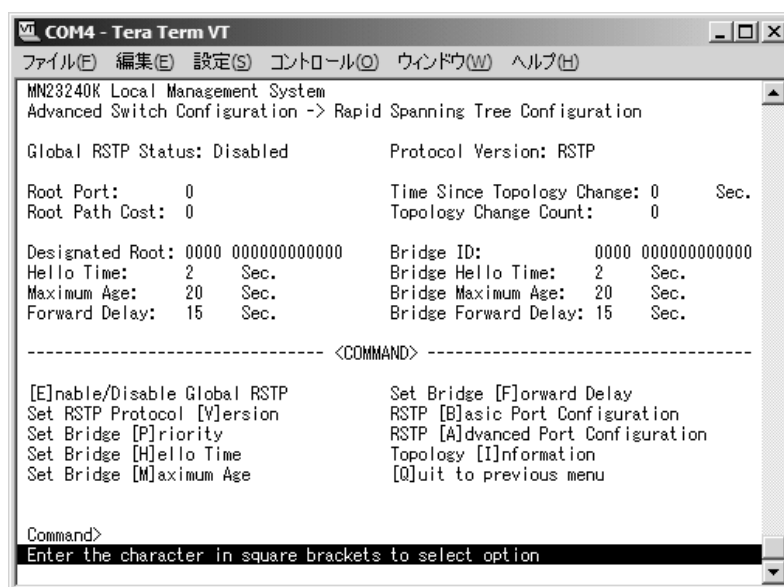 COM4 - Tera Term VT
ファイル(F) 編集(E) 設定(S) コントロール(O) ウィンドウ(W) ヘルプ(H)
MN23240K Local Management System
Advanced Switch Configuration -> Rapid Spanning Tree Configuration
Global RSTP Status: Disabled Protocol Version: RSTP
Root Port: 0 Time Since Topology Change: 0 Sec.
Root Path Cost: 0 Topology Change Count: 0
Designated Root: 0000 000000000000 Bridge ID: 0000 000000000000
Hello Time: 2 Sec. Bridge Hello Time: 2 Sec.
Maximum Age: 20 Sec. Bridge Maximum Age: 20 Sec.
Forward Delay: 15 Sec. Bridge Forward Delay: 15 Sec.
-------------------------------- <COMMAND> -----------------------------------
[E]nable/Disable Global RSTP Set Bridge [F]orward Delay
Set RSTP Protocol [V]ersion RSTP [B]asic Port Configuration
Set Bridge [P]riority RSTP [A]dvanced Port Configuration
Set Bridge [H]ello Time Topology [I]nformation
Set Bridge [M]aximum Age [Q]uit to previous menu
Command>
Enter the character in square brackets to select option